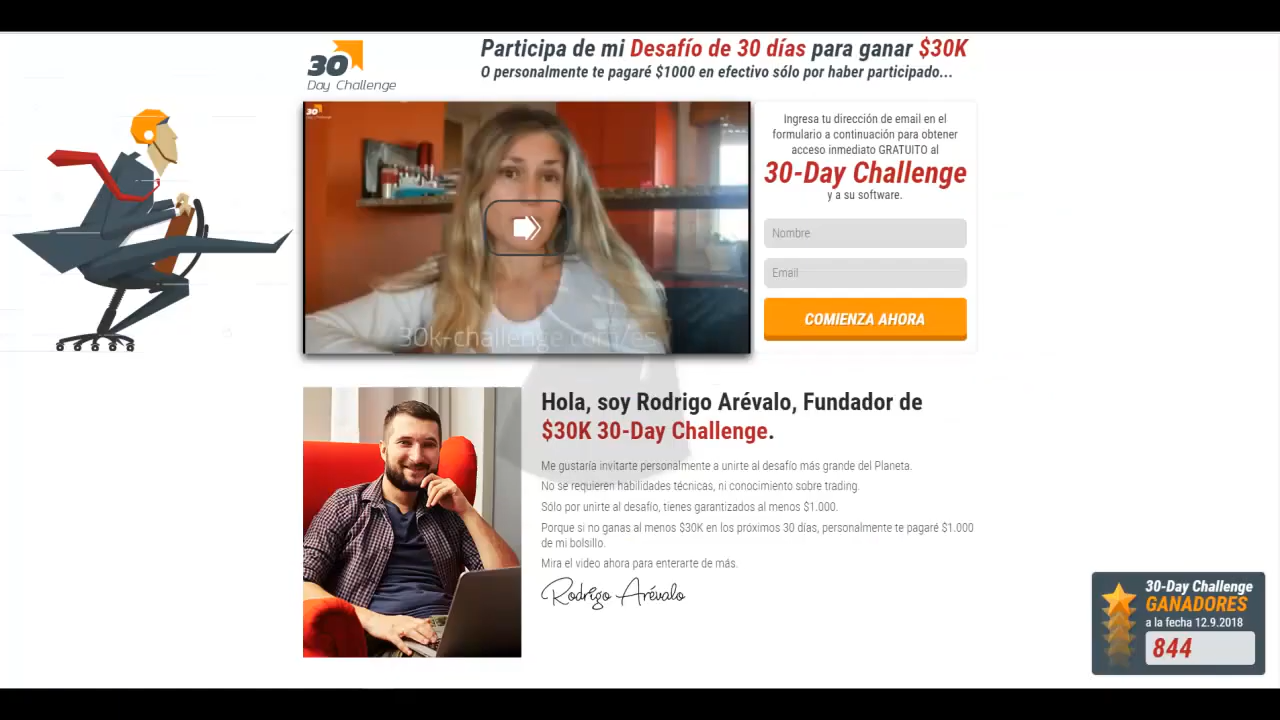 30
Day Challenge
Participa de mi Desafío de 30 días para ganar $30K
O personalmente te pagaré $1000 en efectivo sólo por haber participado...
30
30k-challenge.com/es
Ingresa tu dirección de email en el
formulario a continuación para obtener
acceso inmediato GRATUITO al
30-Day Challenge
y a su software.
Nombre
Email
COMIENZA AHORA
Hola, soy Rodrigo Arévalo, Fundador de
$30K 30-Day Challenge.
Me gustaría invitarte personalmente a unirte al desafío más grande del Planeta.
No se requieren habilidades técnicas, ni conocimiento sobre trading.
Sólo por unirte al desafío, tienes garantizados al menos $1.000.
Porque si no ganas al menos $30K en los próximos 30 días, personalmente te pagaré $1.000
de mi bolsillo.
Mira el video ahora para enterarte de más.
Rodrigo Arévalo
30-Day Challenge
GANADORES
a la fecha 12.9.2018
844